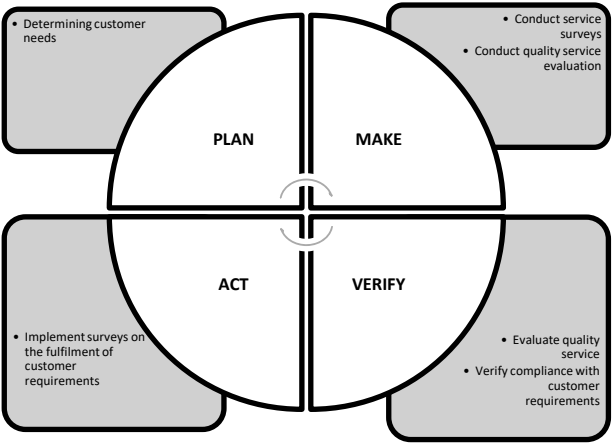 • Determining customer
needs
• Conduct service
surveys
• Conduct quality service
evaluation
PLAN
MAKE
ACT
VERIFY
• Implement surveys on
the fulfilment of
customer
requirements
• Evaluate quality
service
• Verify compliance with
customer
requirements